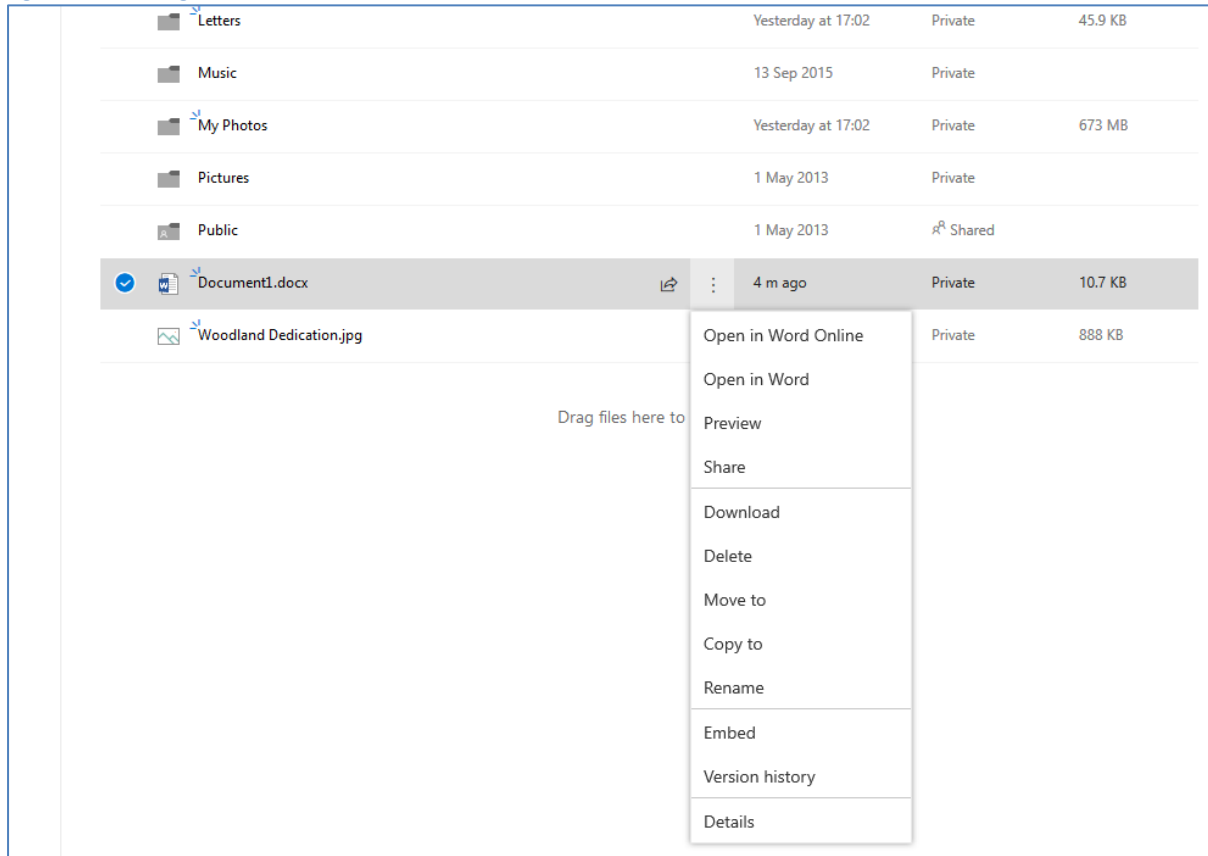 Letters Yesterday at 17:02 Private 45.9 KB
Music 13 Sep 2015 Private
My Photos Yesterday at 17:02 Private 673 MB
Pictures 1 May 2013 Private
Public 1 May 2013 Shared
Document1.docx 4 m ago Private 10.7 KB
Woodland Dedication.jpg Private 888 KB
Drag files here to
Open in Word Online
Open in Word
Preview
Share
Download
Delete
Move to
Copy to
Rename
Embed
Version history
Details